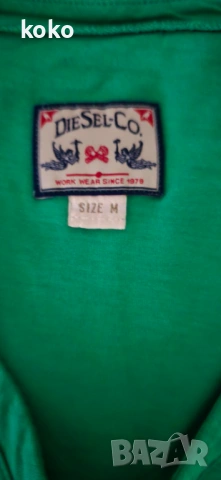 koko
DIESEL-CO.
WORK WEAR SINCE 1978
SIZE M
BAZAR